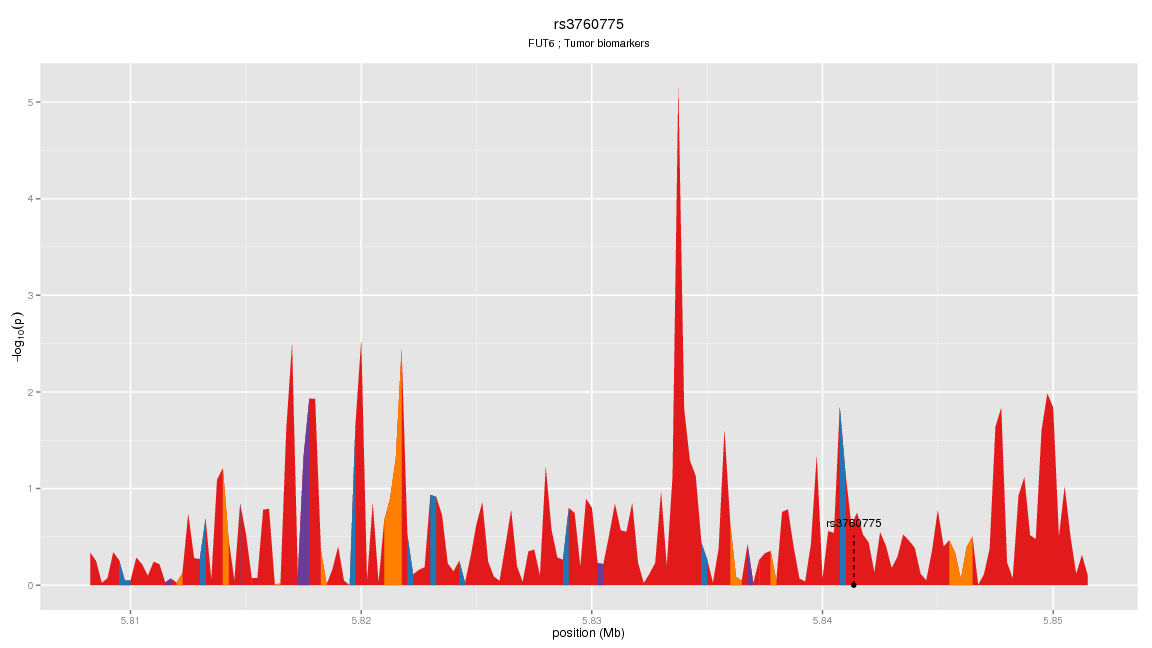 rs3760775
FUT6 ; Tumor biomarkers
−log10(p)
5
4
3
2
1
0
rs3760775
5.81 5.82 5.83 5.84 5.85
position (Mb)